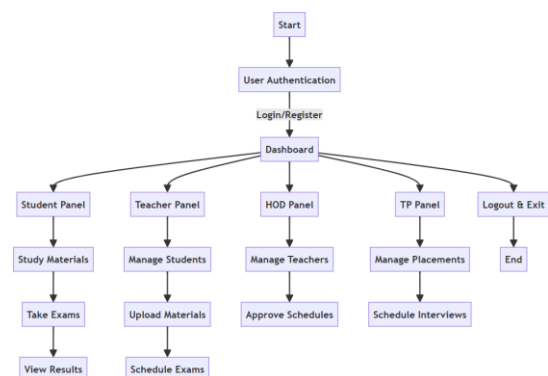 Start
User Authentication
Login/Register
Dashboard
Student Panel
Teacher Panel
HOD Panel
TP Panel
Logout & Exit
Study Materials
Manage Students
Manage Teachers
Manage Placements
End
Take Exams
Upload Materials
Approve Schedules
Schedule Interviews
View Results
Schedule Exams